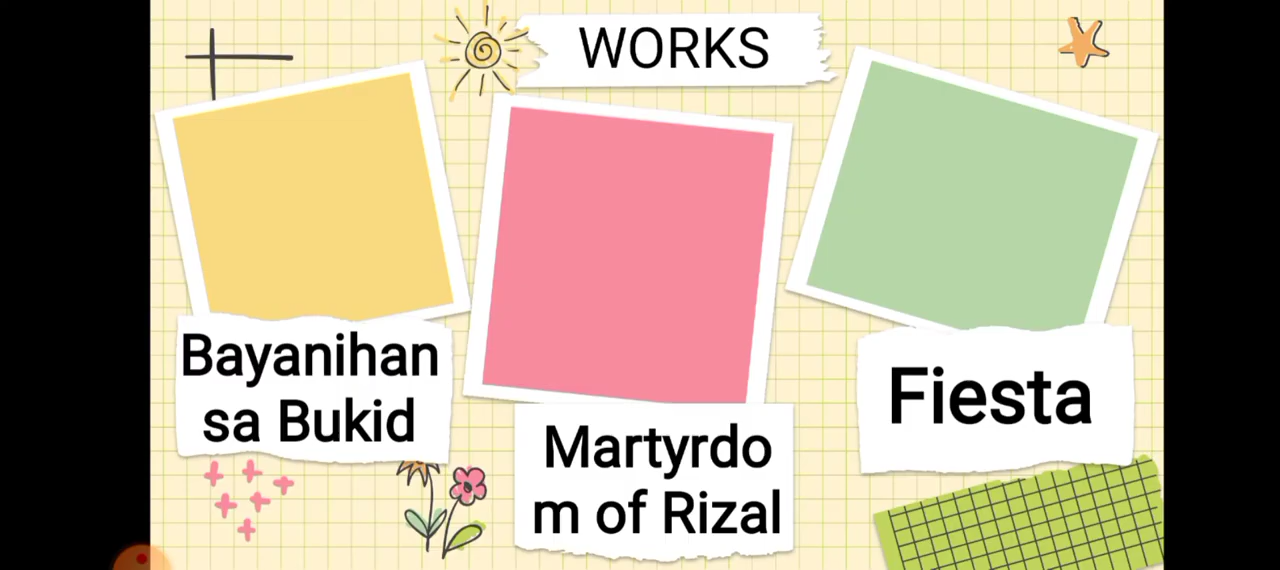 WORKS
Bayanihan
sa Bukid
Martyrdo
m of Rizal
Fiesta